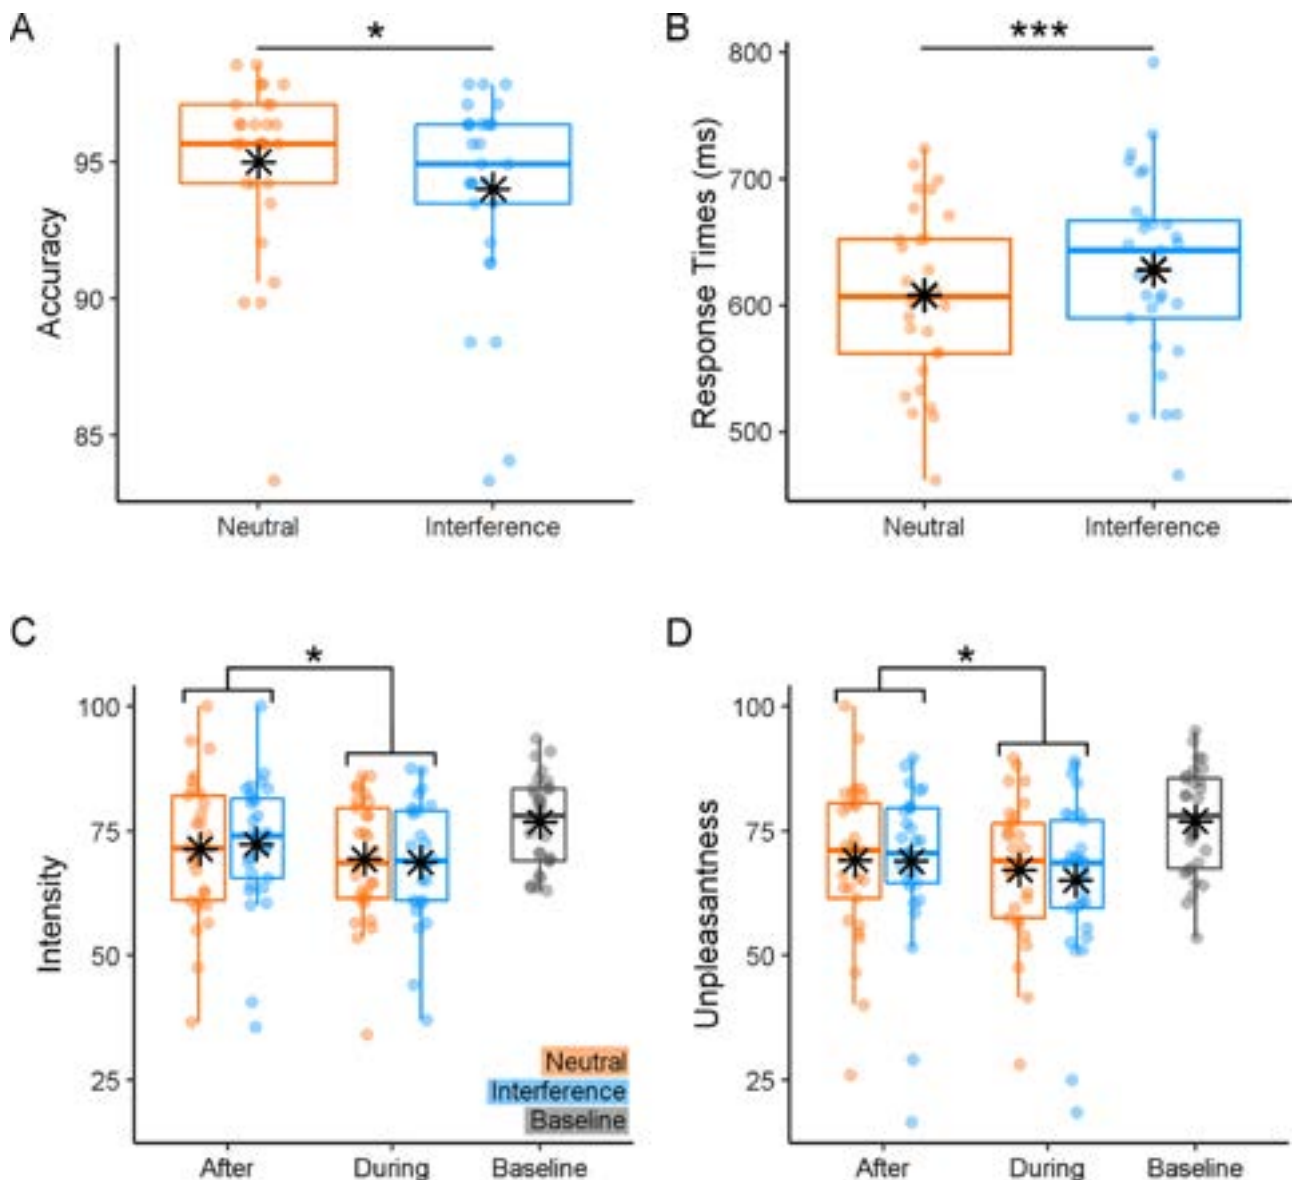 A
*
Accuracy
95
90
85
Neutral Interference
B
***
Response Times (ms)
800
700
600
500
Neutral Interference
C
*
Intensity
100
75
50
25
Neutral
Interference
Baseline
After During Baseline
D
*
Unpleasantness
100
75
50
25
After During Baseline